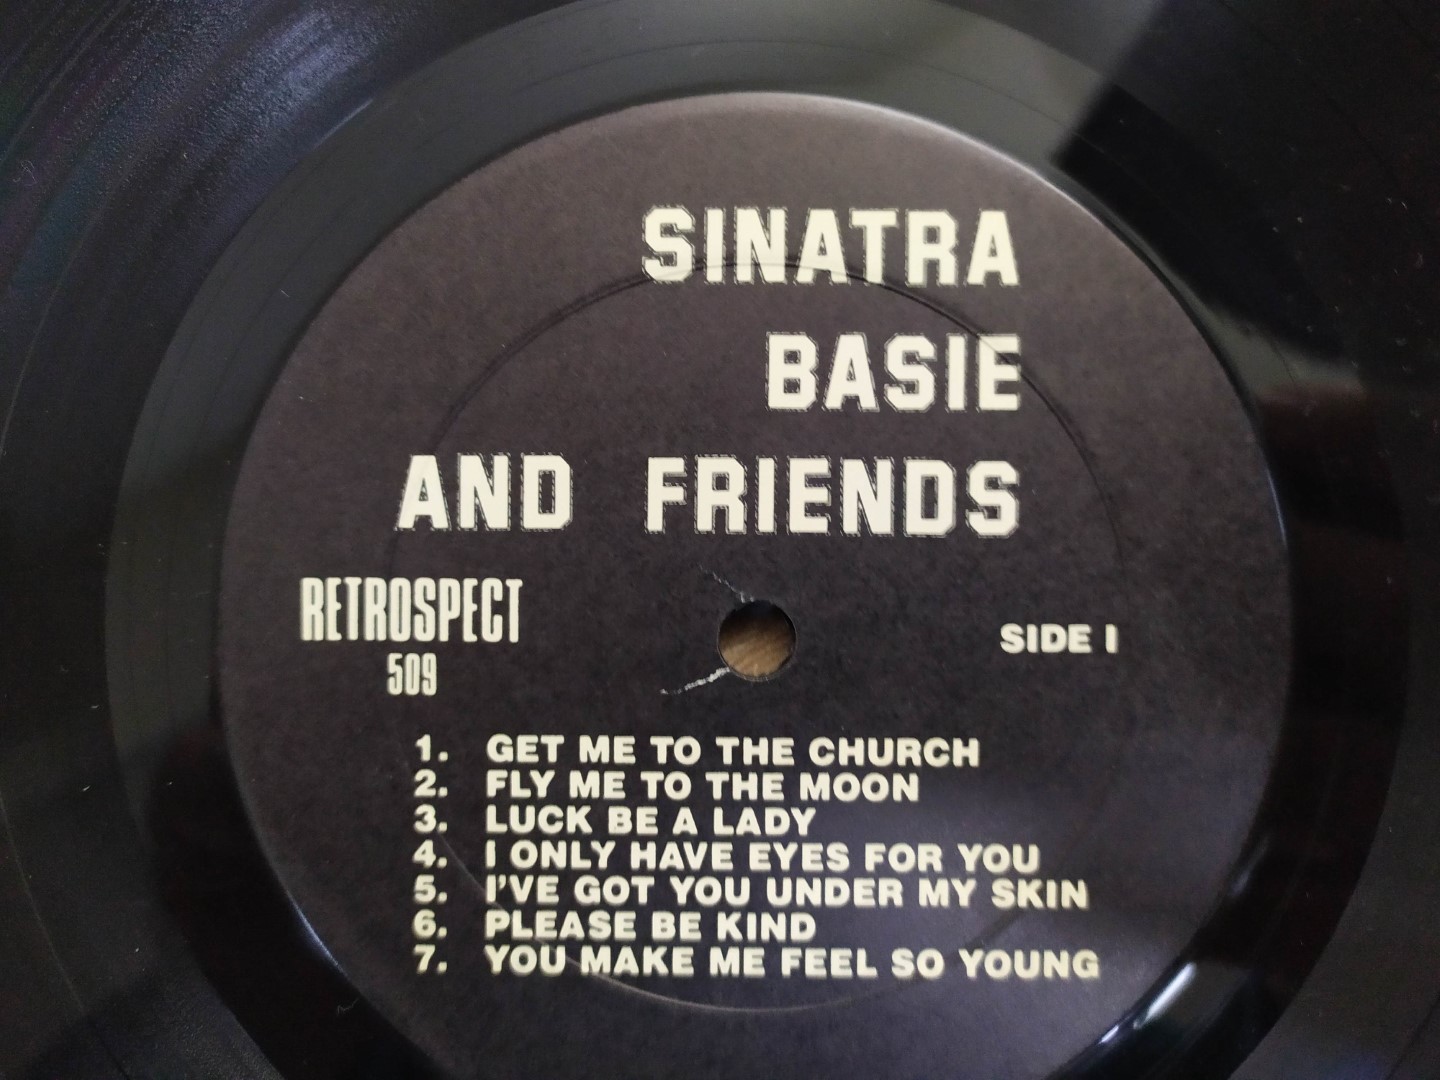 SINATRA
BASIE
AND FRIENDS
RETROSPECT
509
SIDE I
1. GET ME TO THE CHURCH
2. FLY ME TO THE MOON
3. LUCK BE A LADY
4. I ONLY HAVE EYES FOR YOU
5. I'VE GOT YOU UNDER MY SKIN
6. PLEASE BE KIND
7. YOU MAKE ME FEEL SO YOUNG